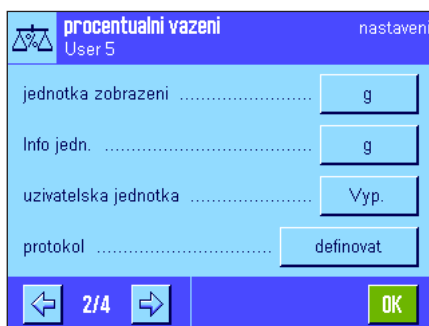 procentualni vazeni nastaveni
User 5
jednotka zobrazeni ........................ g
Info jedn. ..................................... g
uzivatelska jednotka ...................... Vyp.
protokol ................................ definovat
2/4 OK